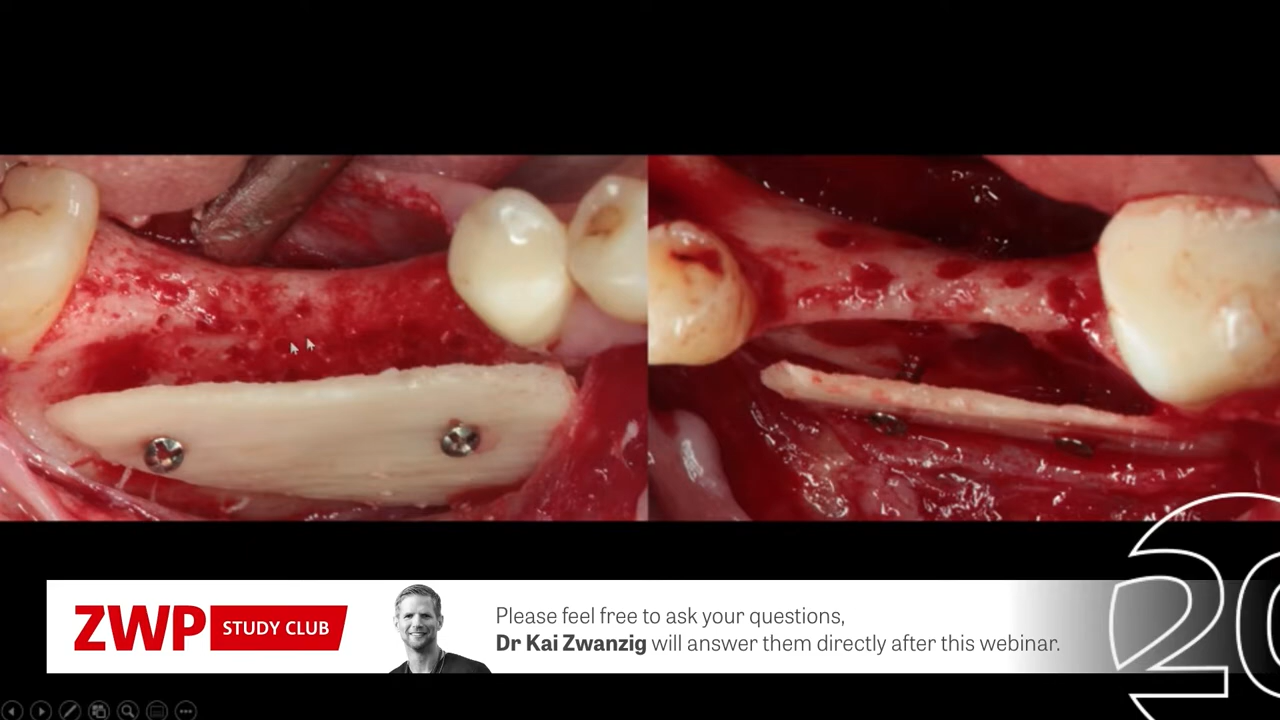 ZWP STUDY CLUB
Please feel free to ask your questions,
Dr Kai Zwanzig will answer them directly after this webinar.
20